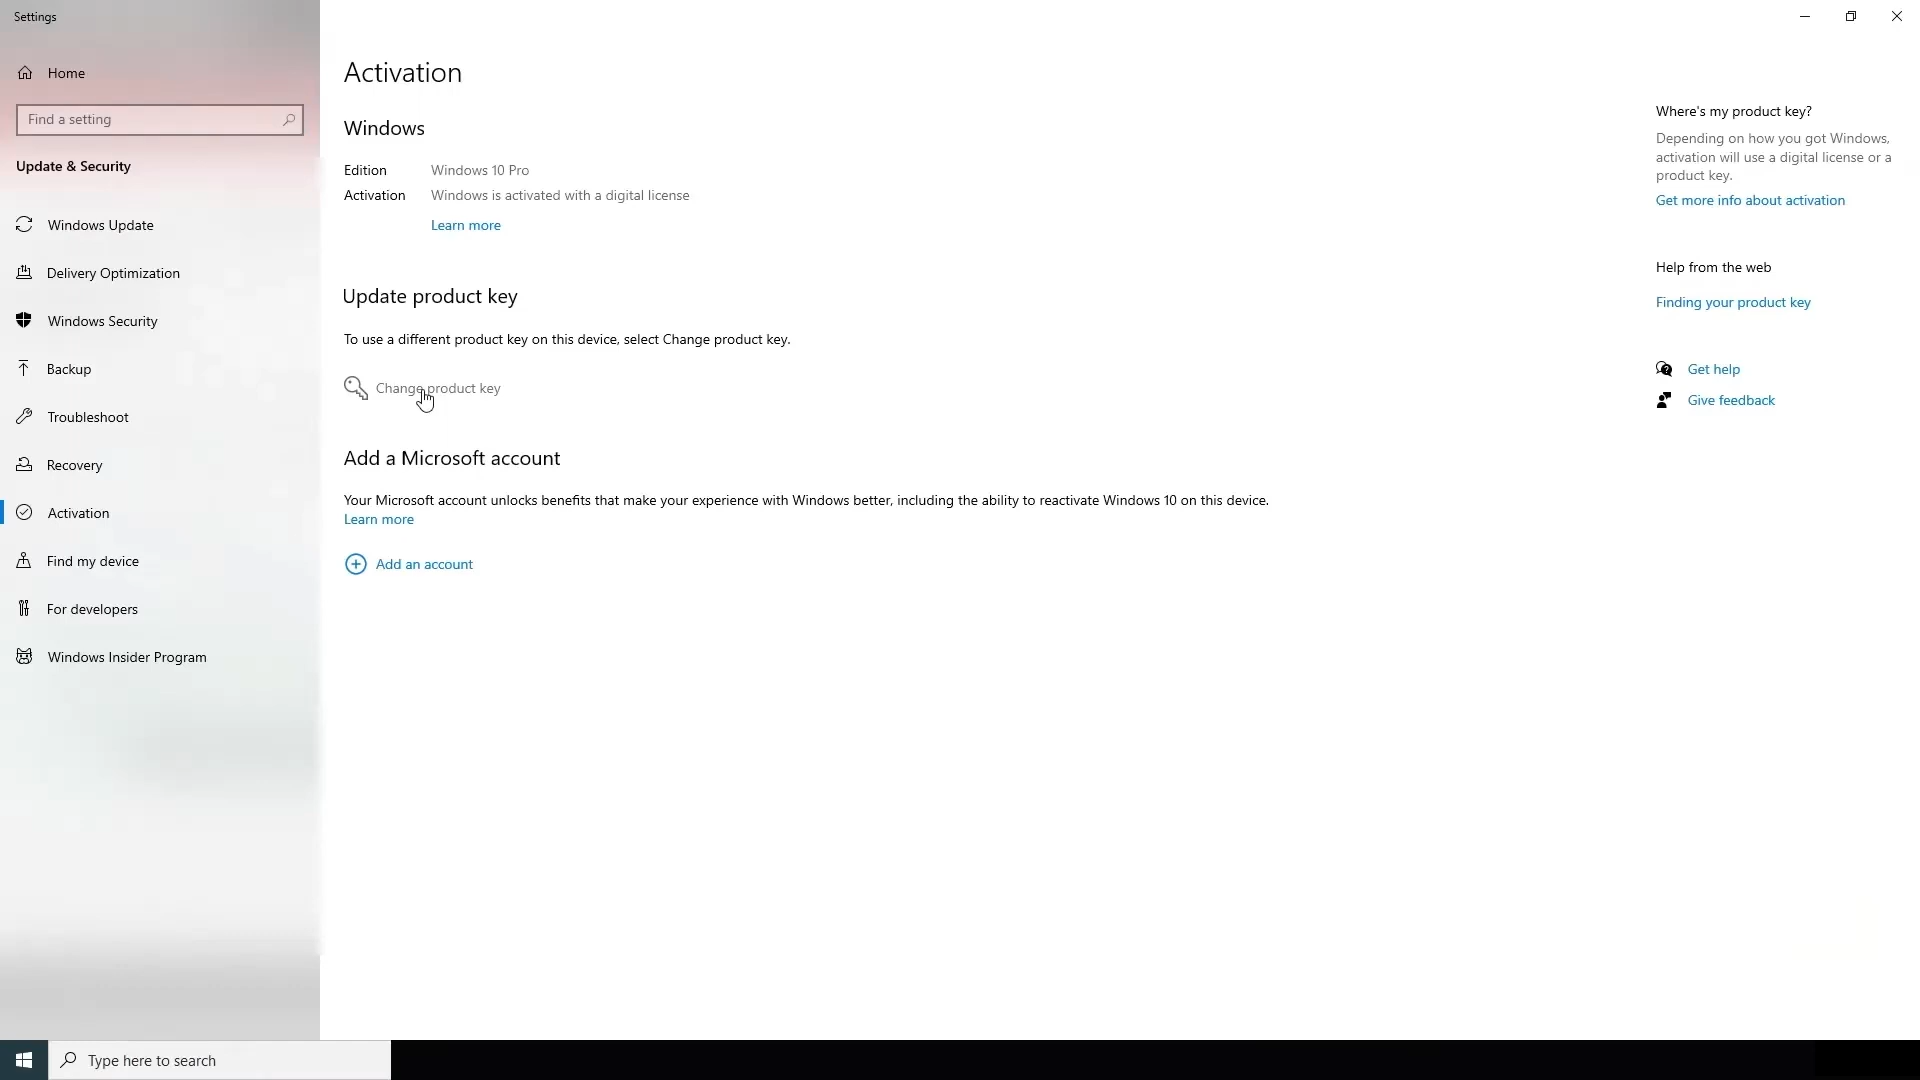 Settings
Home
Find a setting
Update & Security
Windows Update
Delivery Optimization
Windows Security
Backup
Troubleshoot
Recovery
Activation
Find my device
For developers
Windows Insider Program
Activation
Windows
Edition Windows 10 Pro
Activation Windows is activated with a digital license
Learn more
Update product key
To use a different product key on this device, select Change product key.
Change product key
Add a Microsoft account
Your Microsoft account unlocks benefits that make your experience with Windows better, including the ability to reactivate Windows 10 on this device.
Learn more
Add an account
Where's my product key?
Depending on how you got Windows,
activation will use a digital license or a
product key.
Get more info about activation
Help from the web
Finding your product key
Get help
Give feedback
Type here to search